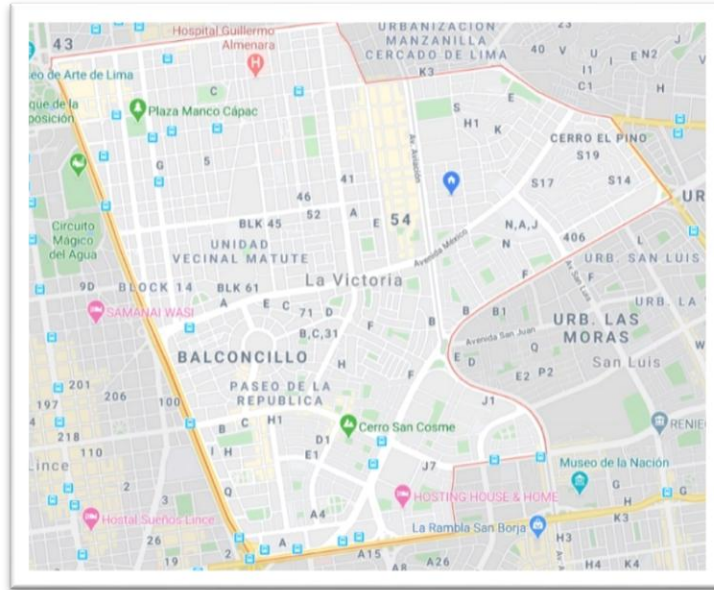 URBANIZACIÓN
MANZANILLA
CERCADO DE LIMA
23
40
V
J
U
I
E
N2
I1
C1
H
43
Hospital Guillermo
Almenara
H
K3
eo de Arte de Lima
que de la
posición
Plaza Manco Cápac
C
S
E
H1
K
Av. Aviación
CERRO EL PINO
S19
G
5
41
S17
S14
46
52
A
E
54
UR
BLK 45
N,A,J
N
406
L
Circuito
Mágico
del Agua
UNIDAD
VECINAL MATUTE
Avenida México
F
Av. San Luis
URB. SAN LUIS
F
La Victoria
9D
BLOCK 14
BLK 61
A
E
C
71
D
B
B1
URB. LA
SAMANAI WASI
B,C,31
F
B
Avenida San Juan
URB. LAS
MORAS
BALCONCILLO
H
F
E
D
Q
San Luis
W
PASEO DE LA
REPUBLICA
E2
P2
201
197
206
100
J1
H1
C
B
Cerro San Cosme
D1
E1
RENIE
4
218
110
I
H
J7
Museo de la Nación
Lince
G
Q
HOSTING HOUSE & HOME
G
H
2
3
A4
La Rambla San Borja
K3
Hostal Sueños Lince
H3
26
A
2
19
A15
A8
A26
H4
K4